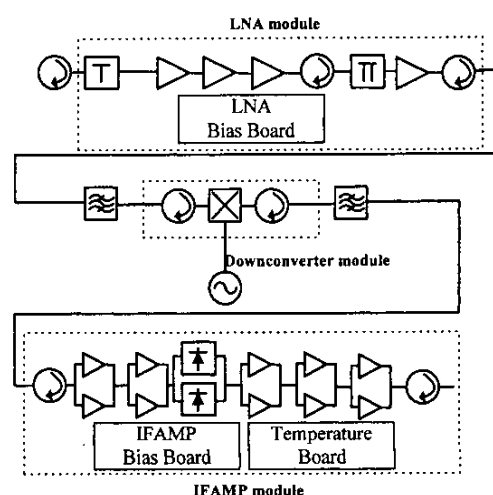 LNA module
T
π
LNA
Bias Board
Downconverter module
IFAMP
Bias Board
Temperature
Board
IFAMP module